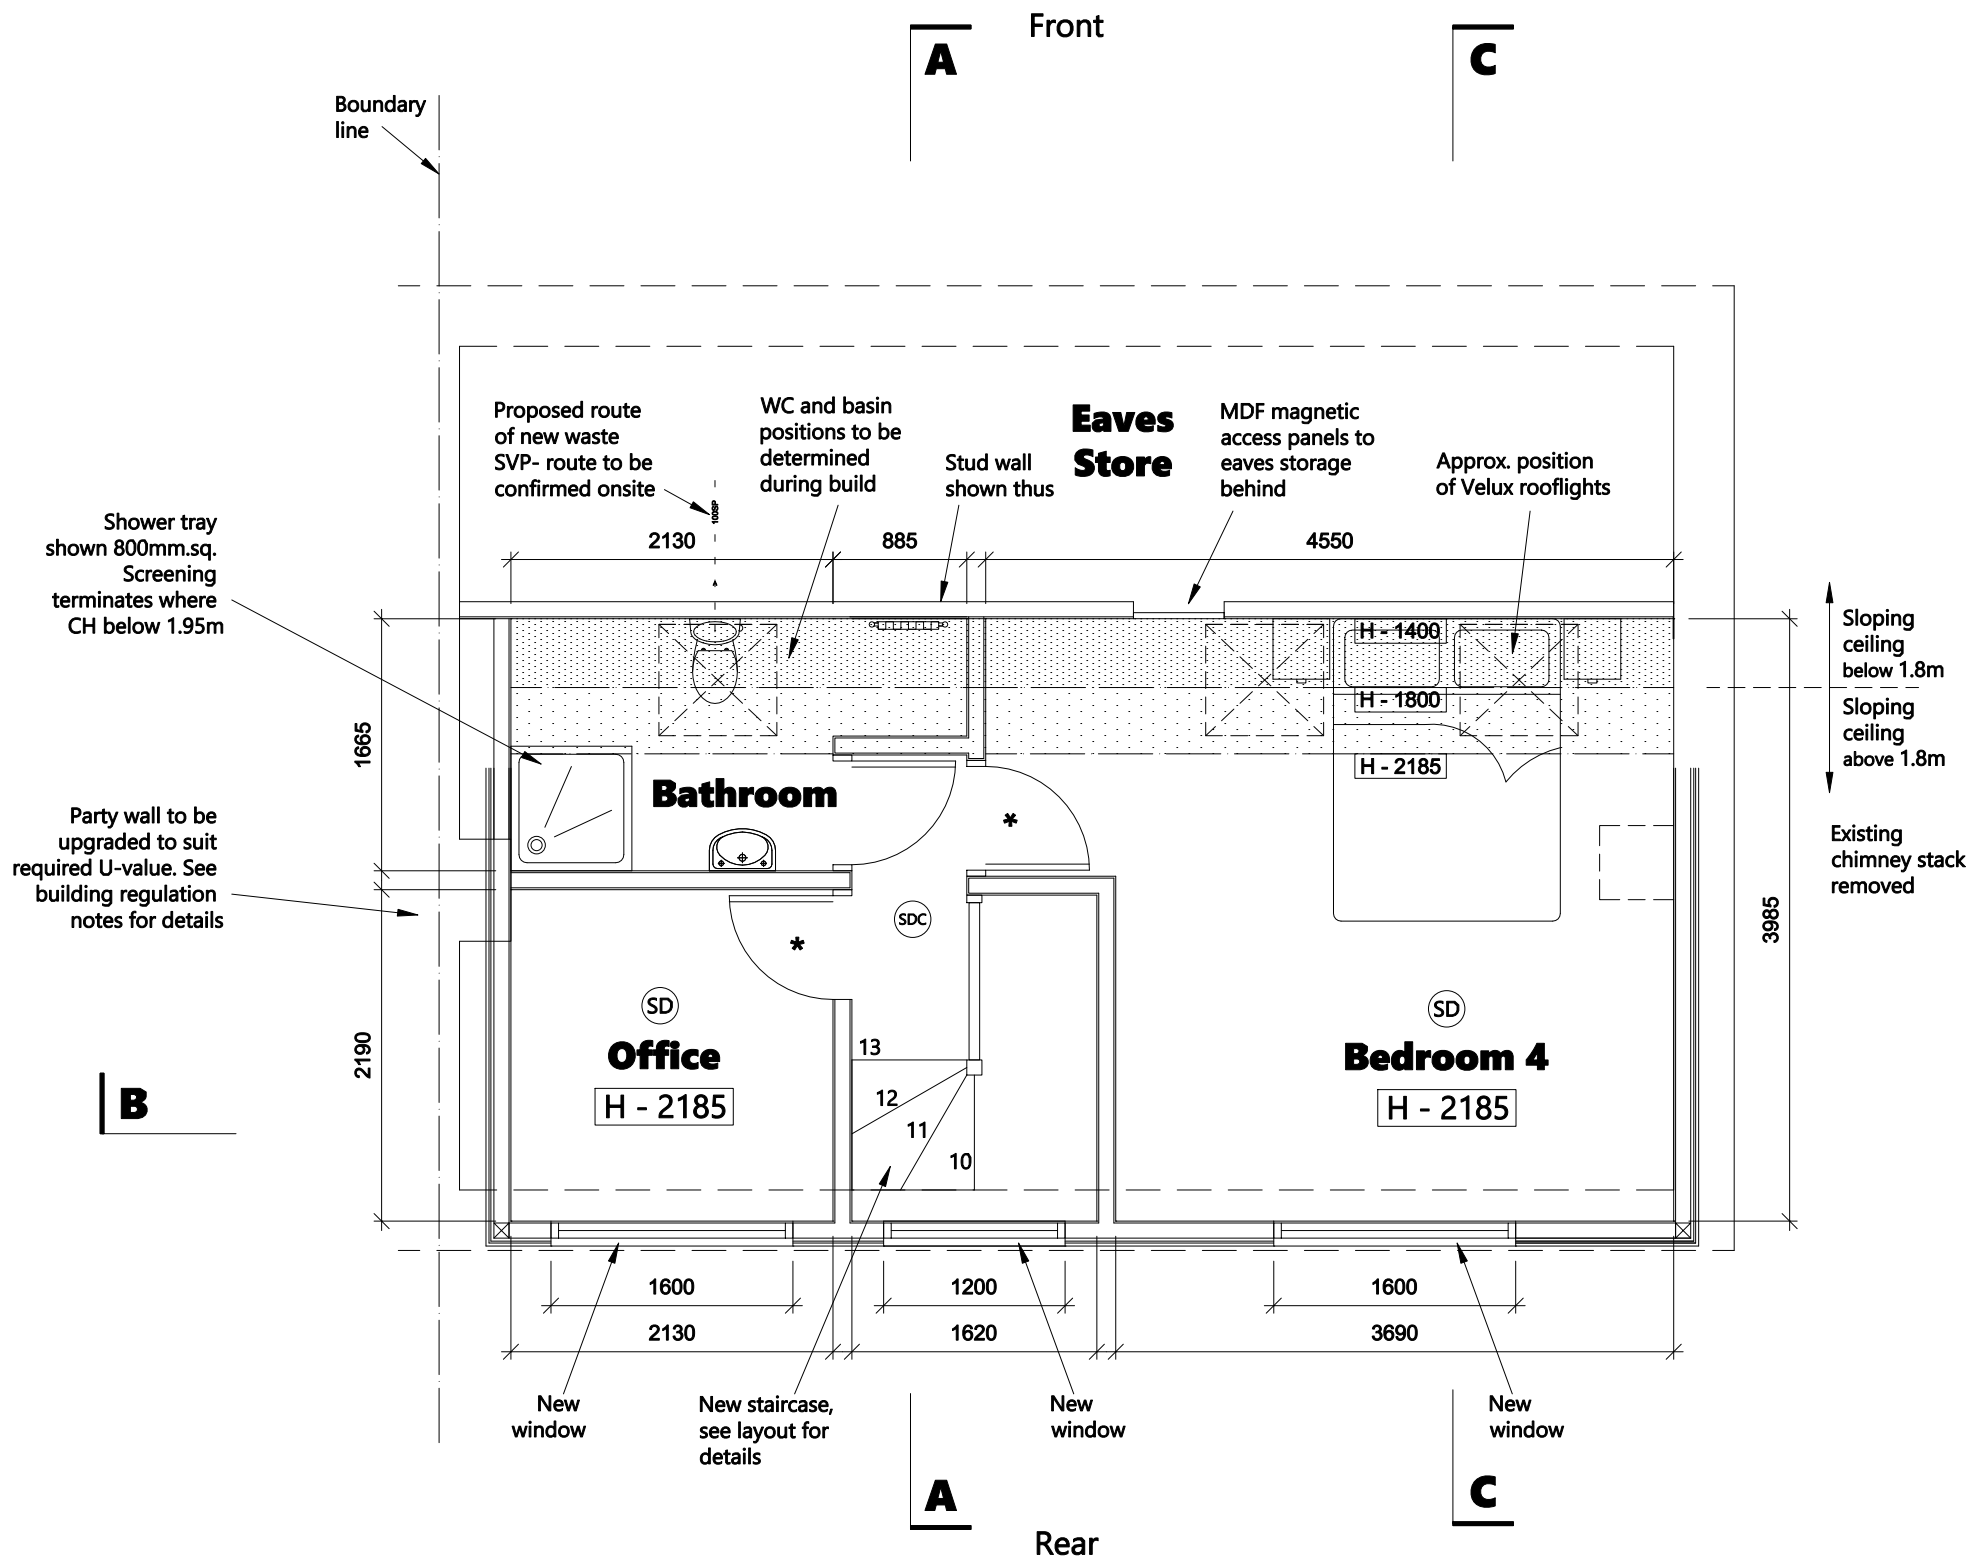 Front
A
C
Boundary
line
Proposed route
of new waste
SVP- route to be
confirmed onsite
WC and basin
positions to be
determined
during build
Stud wall
shown thus
Eaves
Store
MDF magnetic
access panels to
eaves storage
behind
Approx. position
of Velux rooflights
100SP
Shower tray
shown 800mm.sq.
Screening
terminates where
CH below 1.95m
2130
885
4550
H - 1400
H - 1800
H - 2185
Sloping
ceiling
below 1.8m
Sloping
ceiling
above 1.8m
1665
Bathroom
*
Party wall to be
upgraded to suit
required U-value. See
building regulation
notes for details
Existing
chimney stack
removed
3985
SDC
*
SD
SD
2190
Office
H - 2185
13
12
11
10
Bedroom 4
H - 2185
B
1600
1200
1600
2130
1620
3690
New
window
New staircase,
see layout for
details
New
window
New
window
A
C
Rear